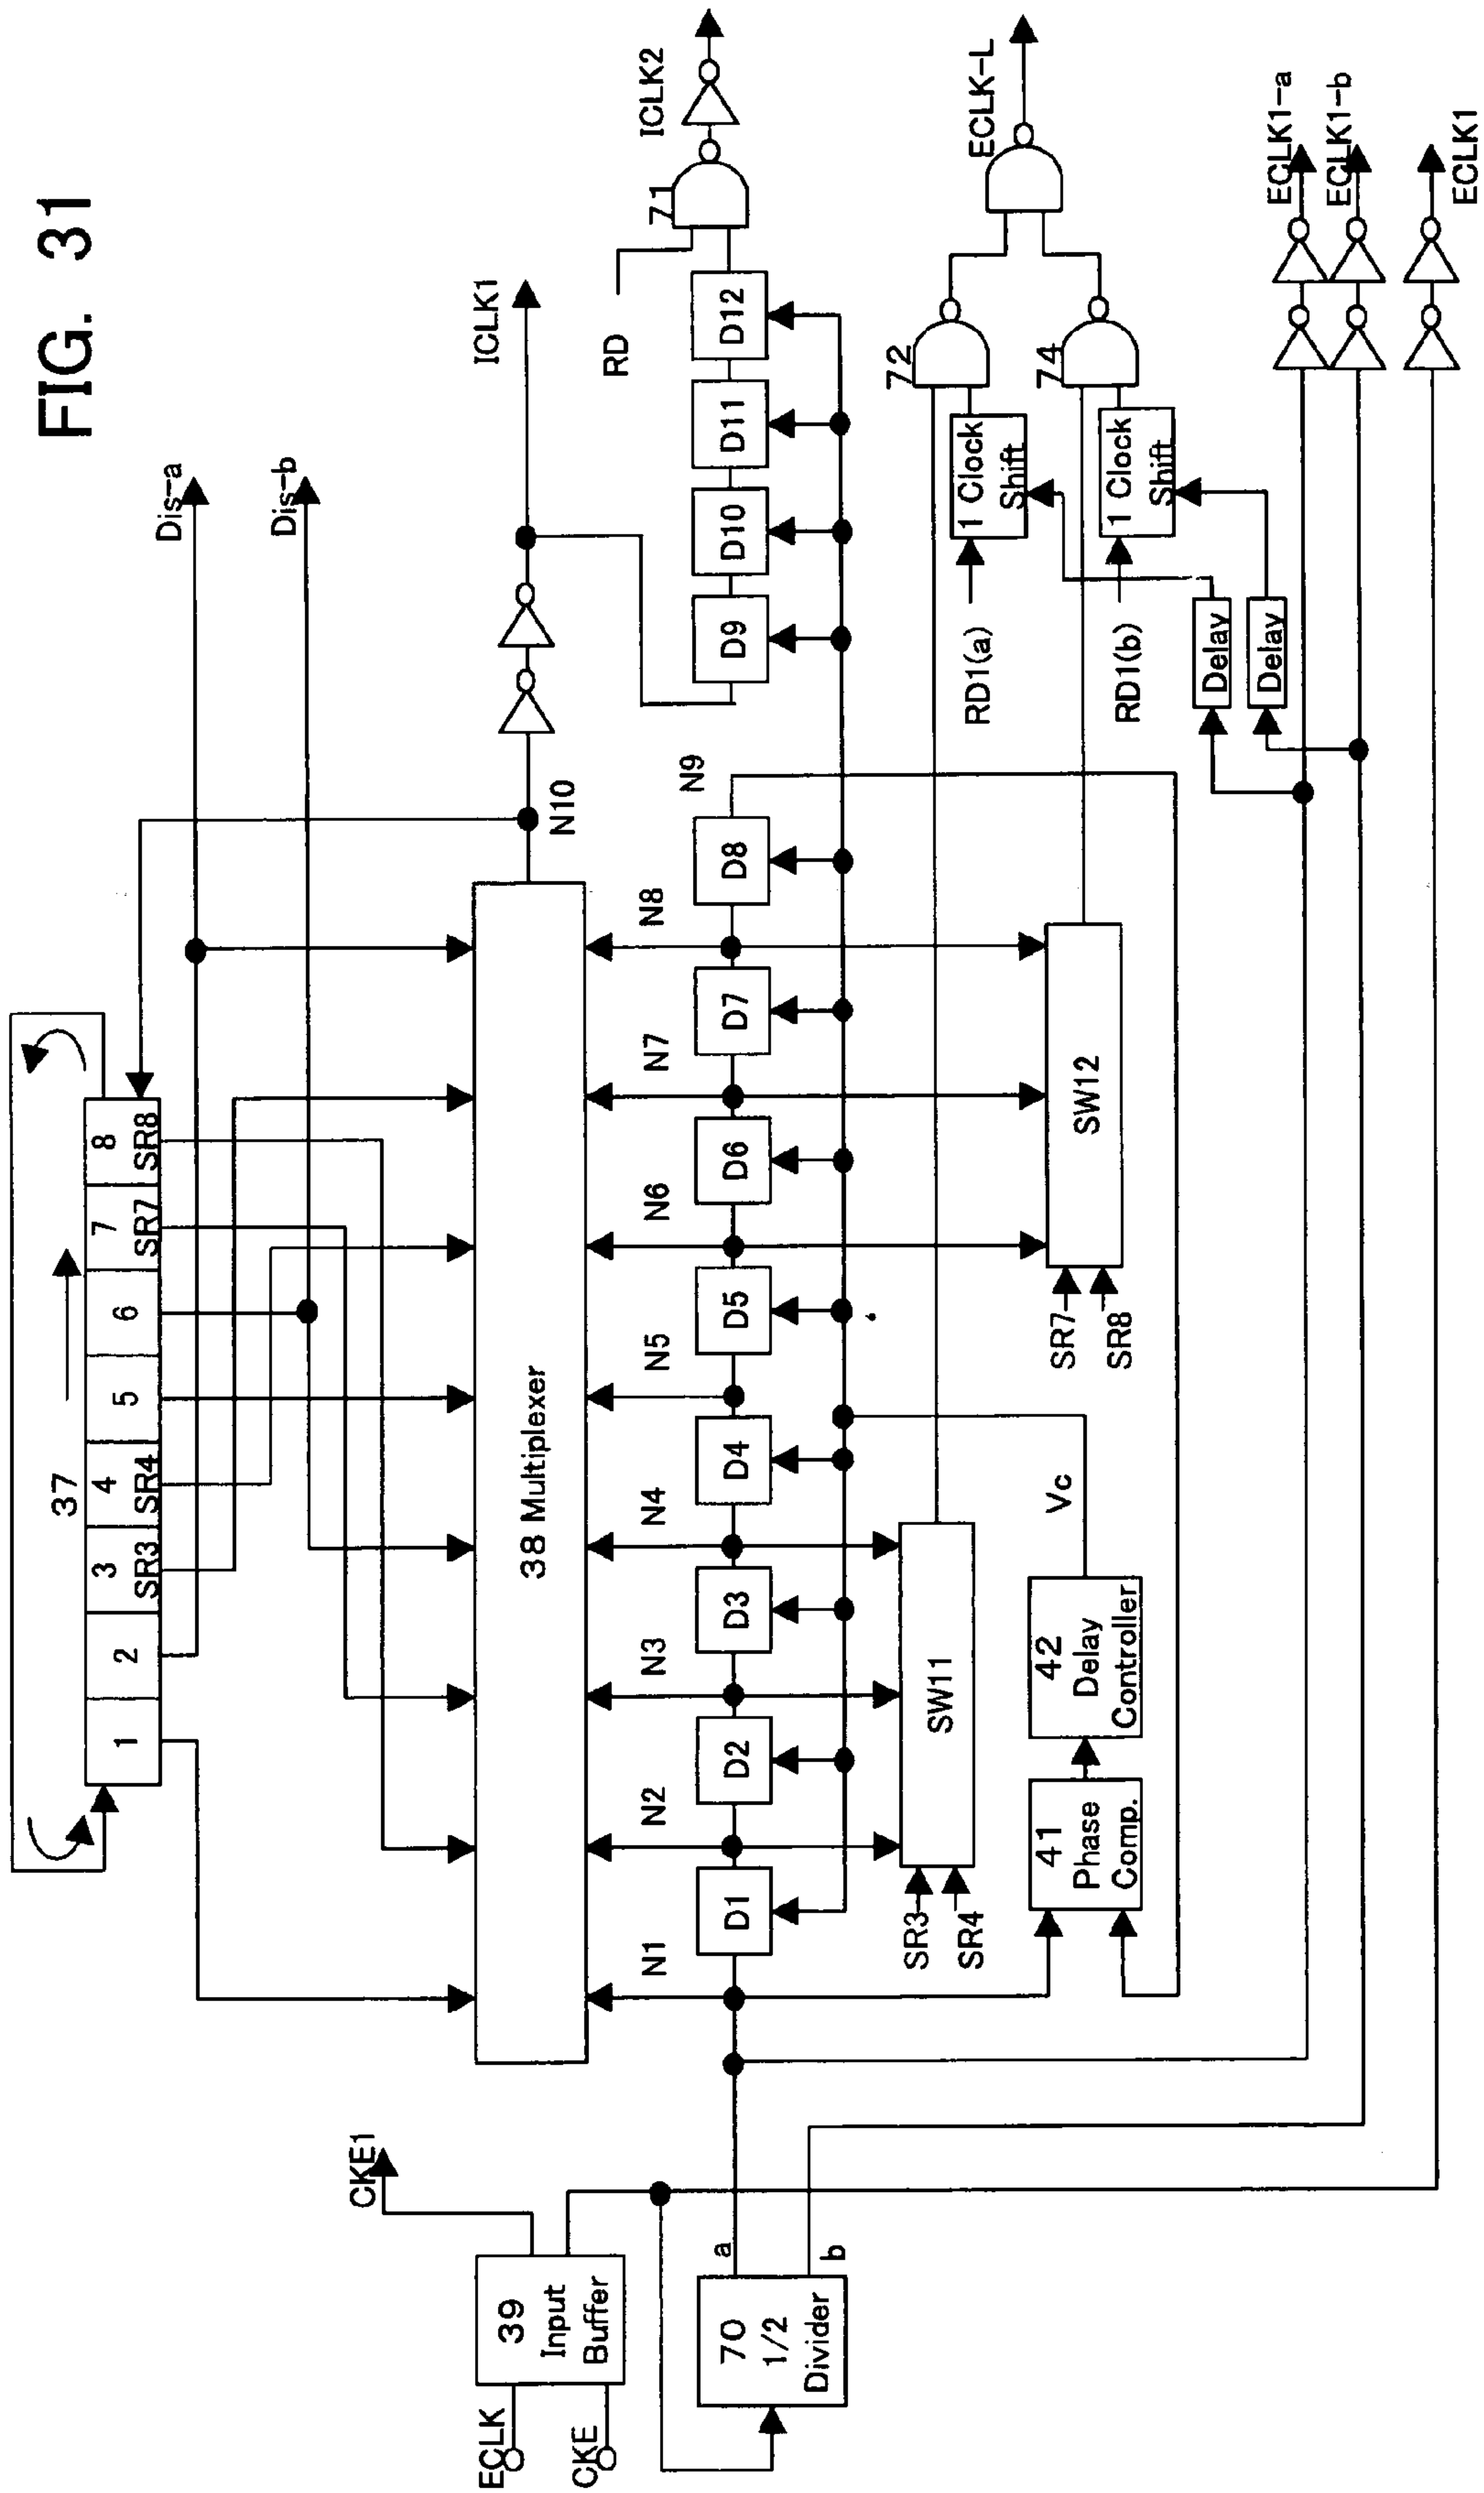 FIG. 31
Dis-a
Dis-b
37
1
2
3
SR3
4
SR4
5
6
7
SR7
8
SR8
ICLK1
N10
38 Multiplexer
CKE1
ECLK
CKE
39
Input
Buffer
N1
N2
N3
N4
N5
N6
N7
N8
N9
D1
D2
D3
D4
D5
D6
D7
D8
D9
D10
D11
D12
RD
71
ICLK2
70
1/2
Divider
a
b
SR3
SR4
SW11
SR7
SR8
SW12
41
Phase
Comp.
42
Delay
Controller
Vc
RD1(a)
1 Clock
Shift
72
RD1(b)
1 Clock
Shift
74
ECLK-L
Delay
Delay
ECLK1-a
ECLK1-b
ECLK1